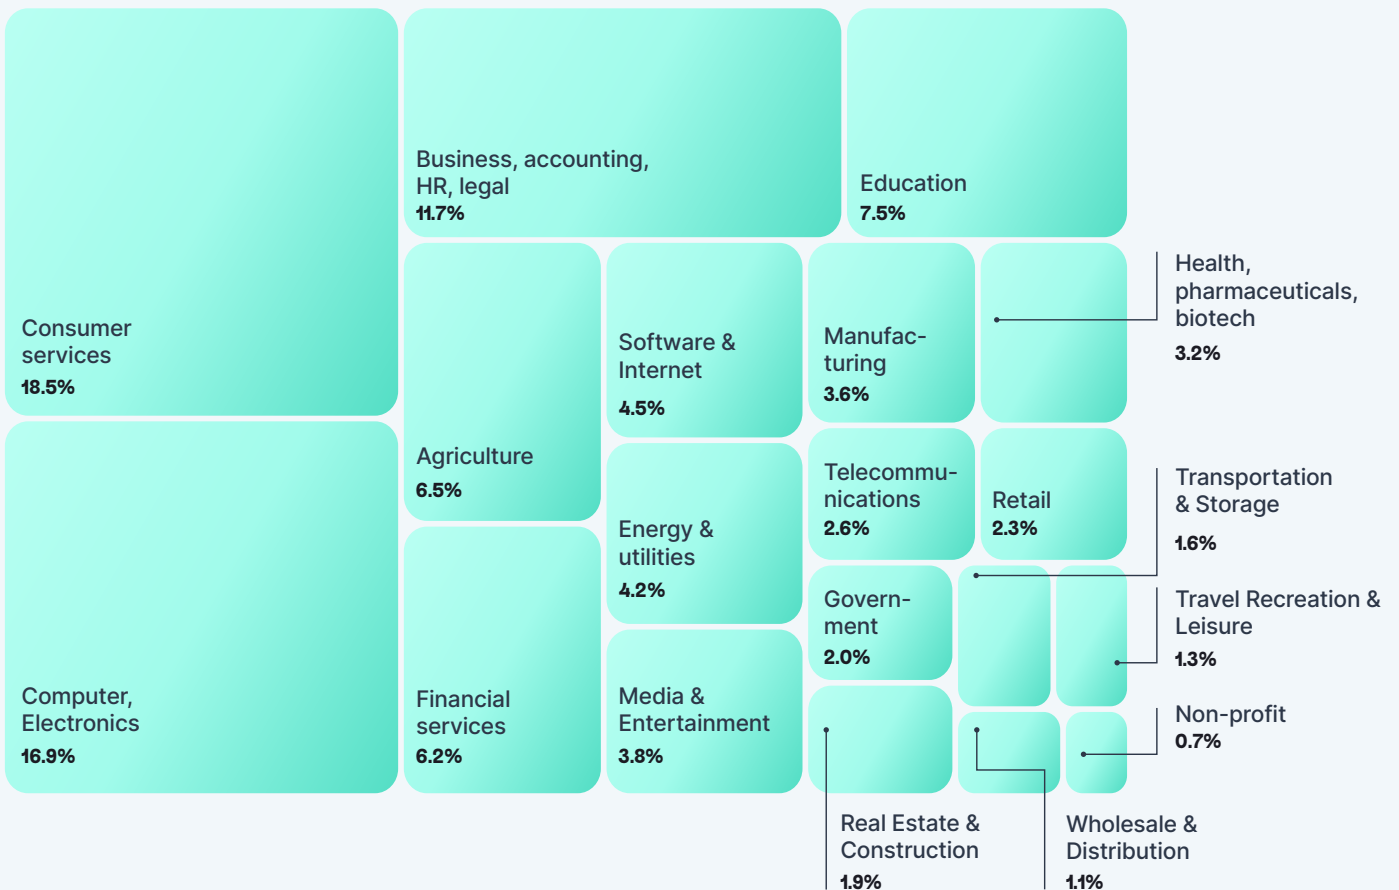 Consumer
services
18.5%
Computer,
Electronics
16.9%
Business, accounting,
HR, legal
11.7%
Education
7.5%
Agriculture
6.5%
Financial
services
6.2%
Software &
Internet
4.5%
Energy &
utilities
4.2%
Media &
Entertainment
3.8%
Manufac-
turing
3.6%
Health,
pharmaceuticals,
biotech
3.2%
Telecommu-
nications
2.6%
Retail
2.3%
Govern-
ment
2.0%
Real Estate &
Construction
1.9%
Transportation
& Storage
1.6%
Travel Recreation &
Leisure
1.3%
Wholesale &
Distribution
1.1%
Non-profit
0.7%